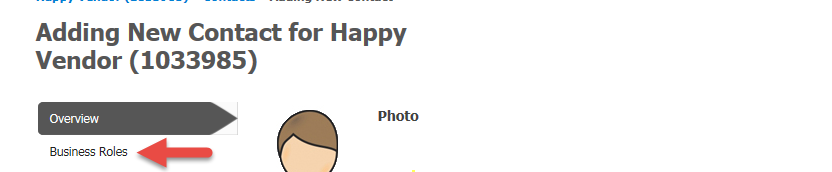 Adding New Contact for Happy
Vendor (1033985)
Overview
Photo
Business Roles